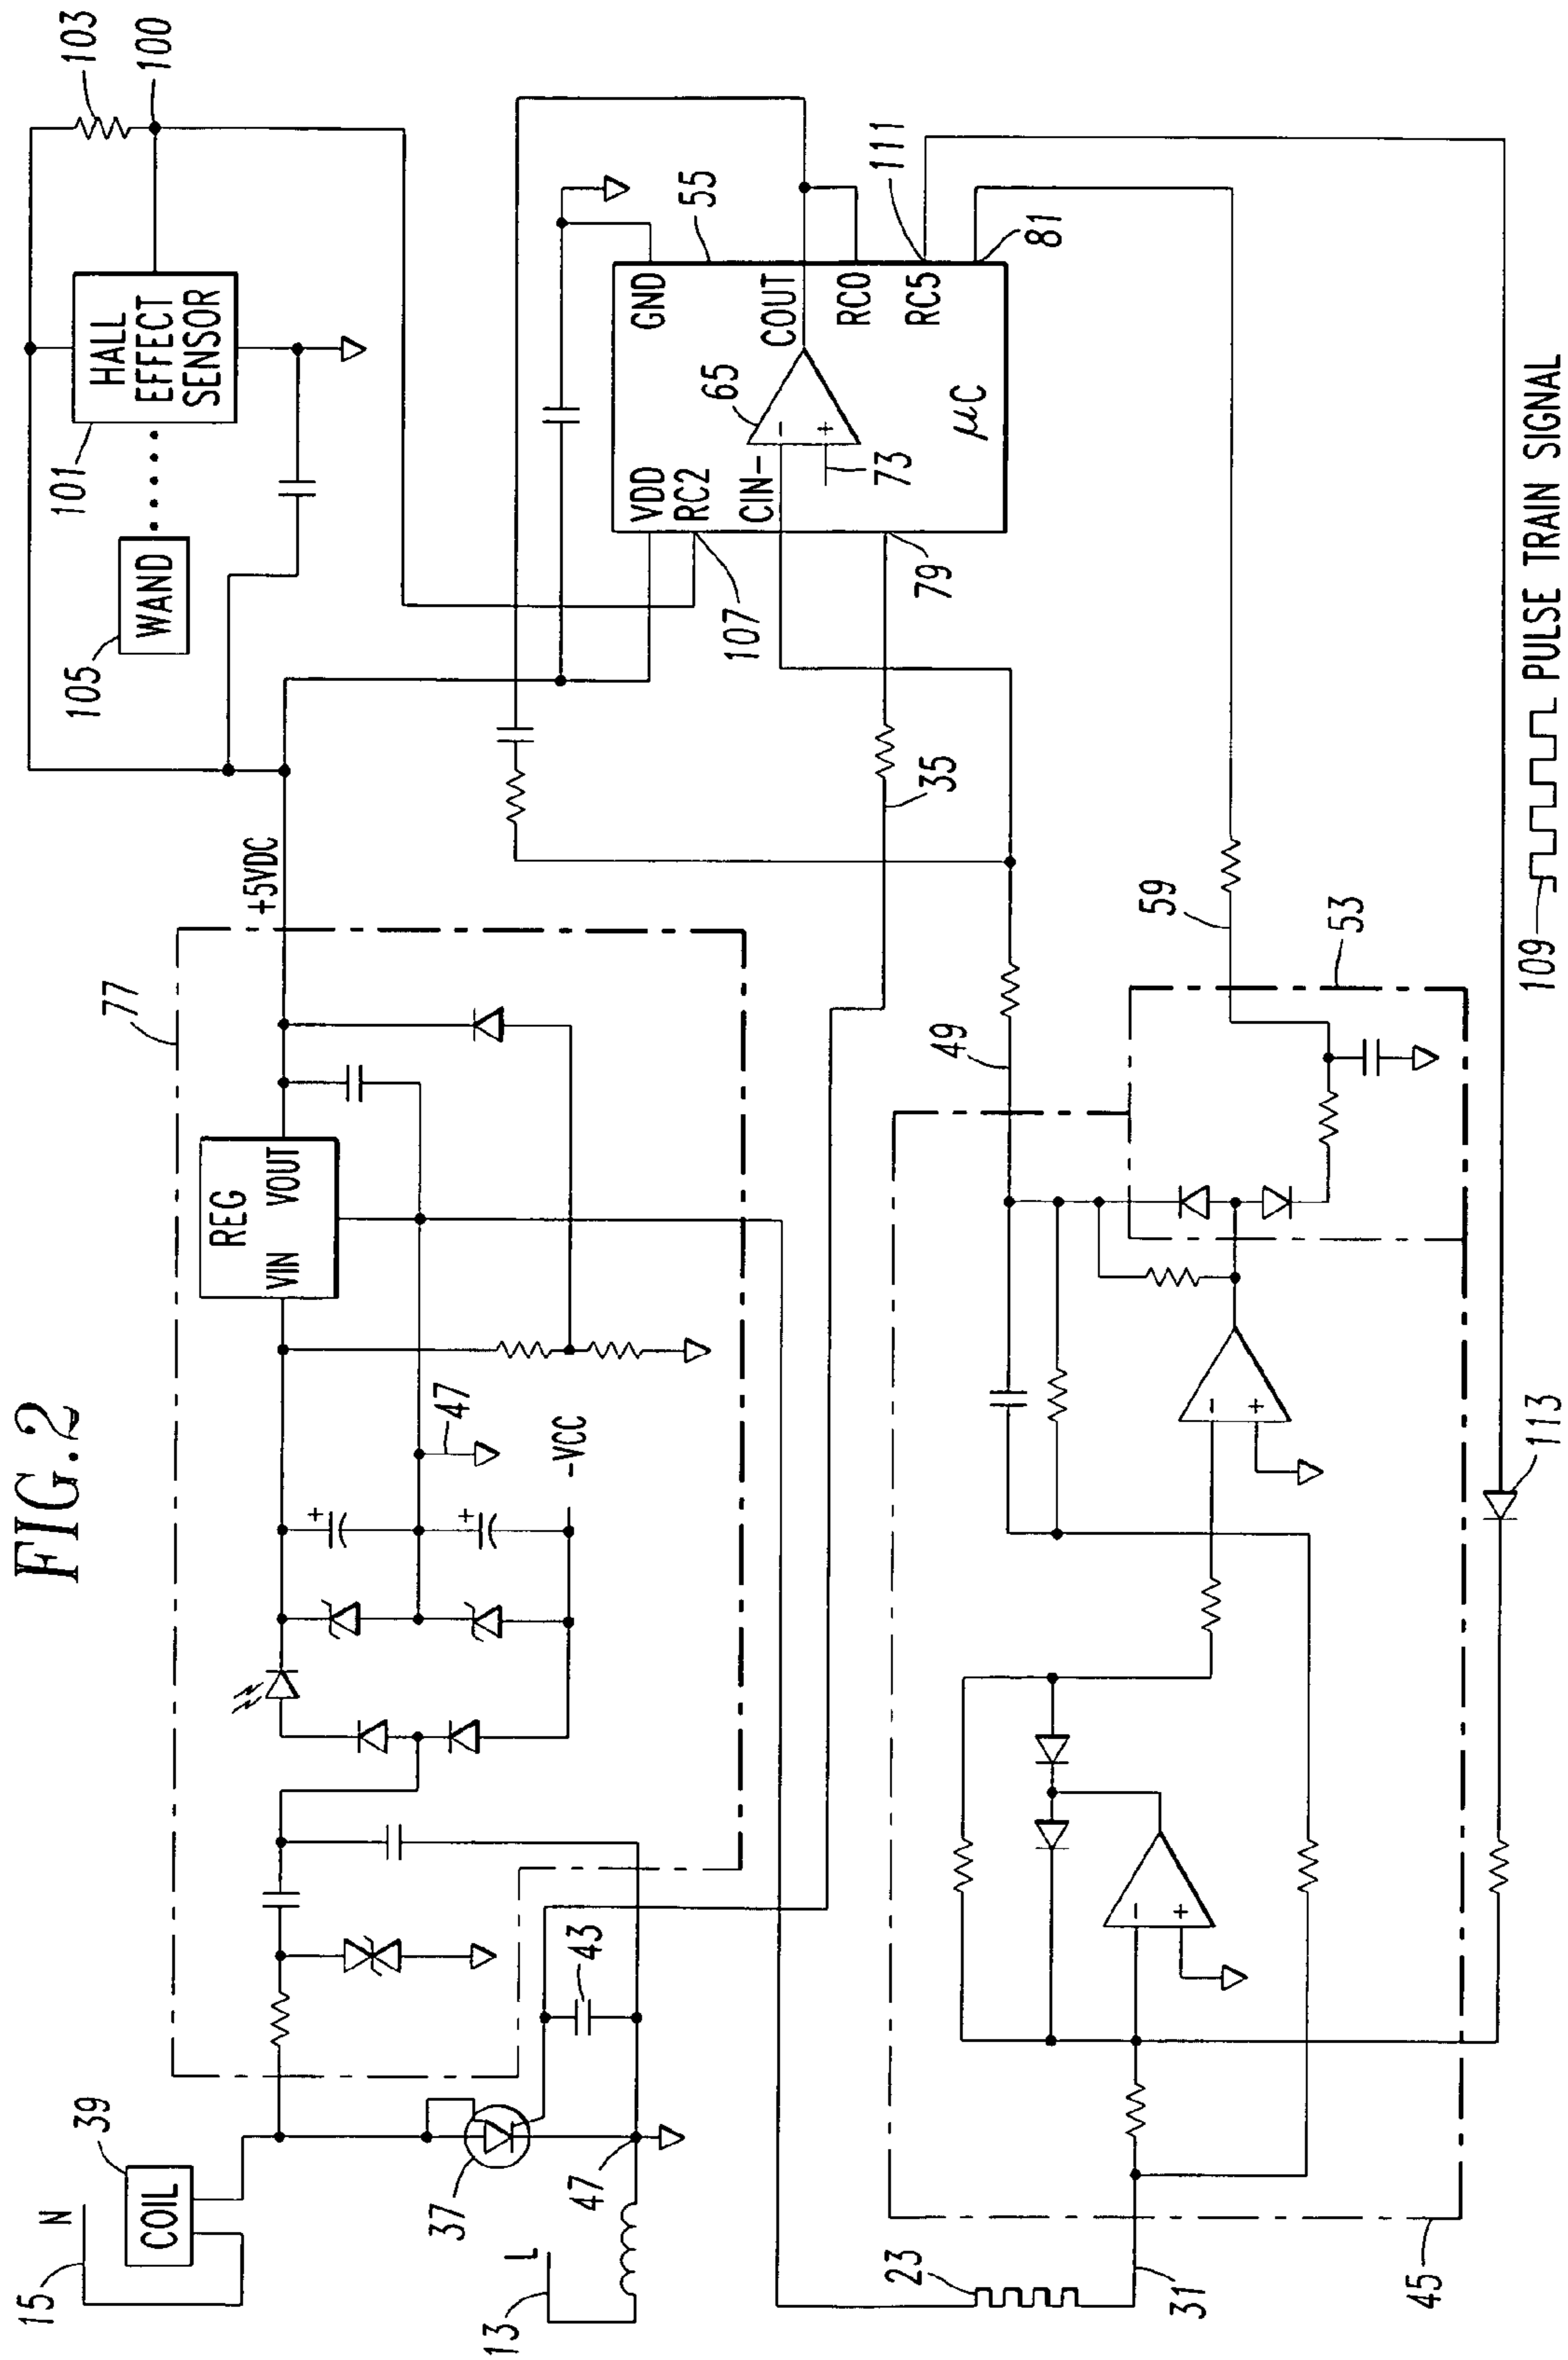 FIG.2
103
100
HALL
EFFECT
SENSOR
101
WAND
105
+5VDC
77
REG
VIN
VOUT
47
-VCC
+
+
39
COIL
15
N
37
47
43
13
L
55
GND
VDD
RC2
CIN-
COUT
65
-
+
73
RC0
RC5
μC
111
81
107
79
35
49
59
53
-
+
-
+
23
31
45
113
109
PULSE TRAIN SIGNAL